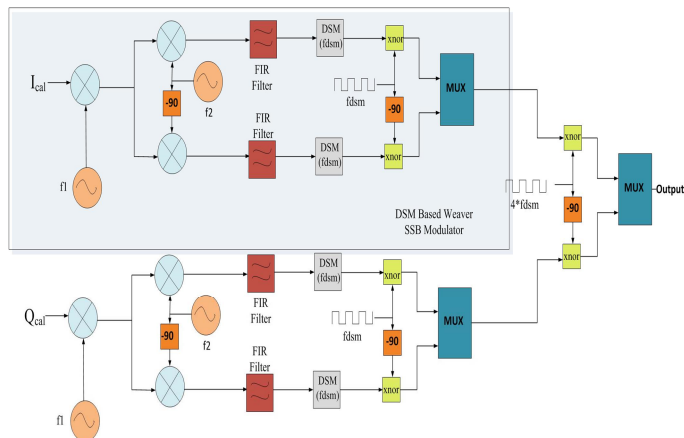 DSM
(fdsm)
xnor
FIR
Filter
fdsm
MUX
I cal
-90
f2
-90
FIR
Filter
xnor
DSM
(fdsm)
f1
DSM Based Weaver
SSB Modulator
xnor
4*fdsm
-90
MUX
Output
xnor
DSM
(fdsm)
xnor
FIR
Filter
fdsm
MUX
Q cal
-90
f2
-90
FIR
Filter
DSM
(fdsm)
xnor
f1